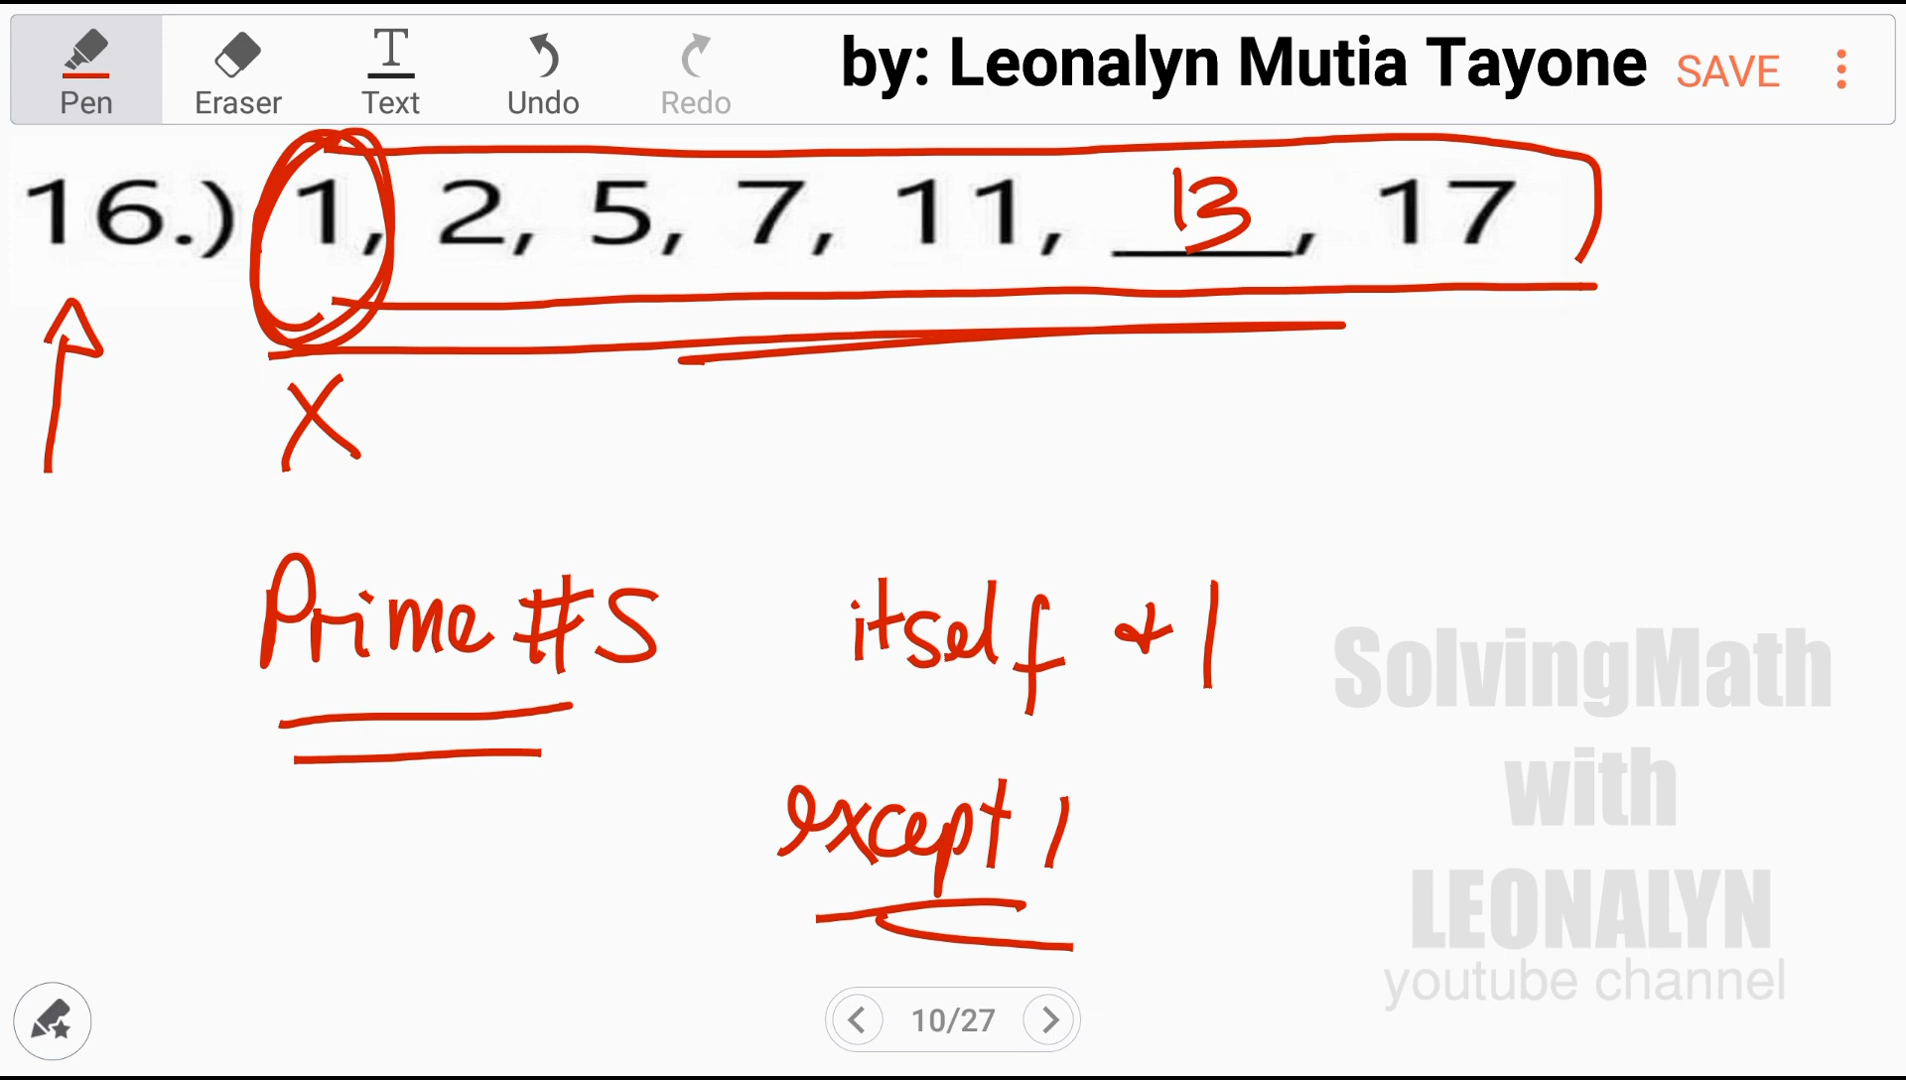 Pen Eraser Text Undo Redo by: Leonalyn Mutia Tayone SAVE
16.) 1, 2, 5, 7, 11, 13, 17
X
Prime #s itself & 1
except 1
SolvingMath
with
LEONALYN
youtube channel
10/27